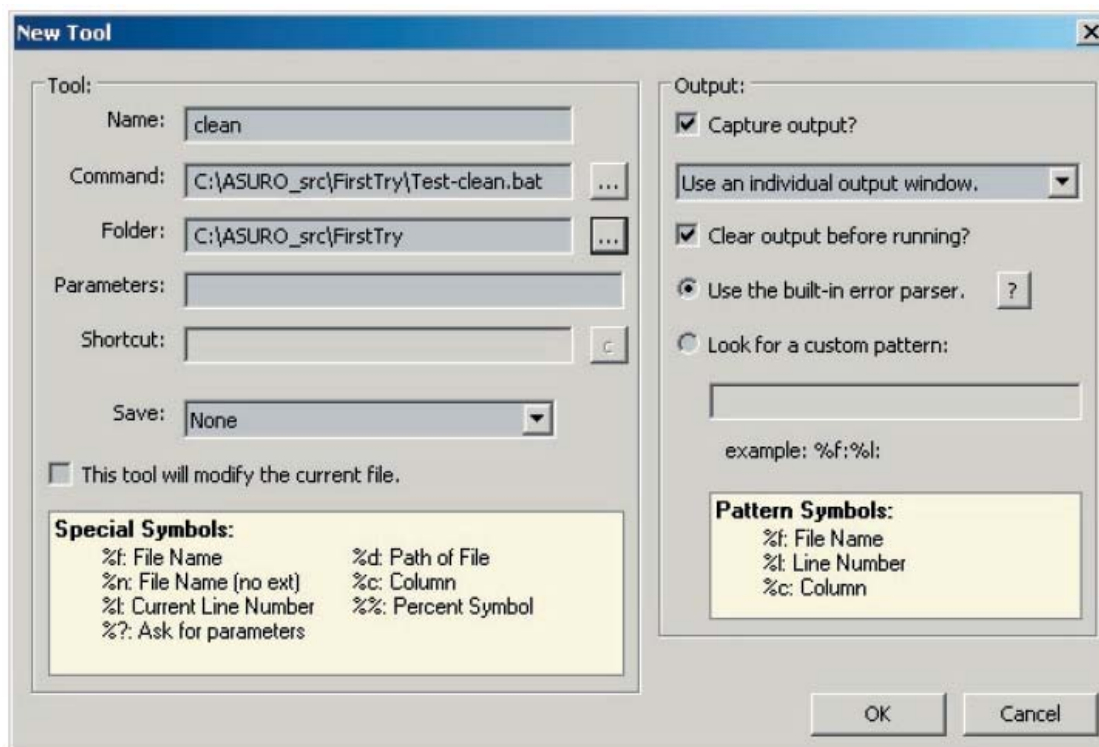 New Tool
Tool:
Name: clean
Command: C:\ASURO_src\FirstTry\Test-clean.bat ...
Folder: C:\ASURO_src\FirstTry ...
Parameters:
Shortcut: c
Save: None
This tool will modify the current file.
Special Symbols:
%f: File Name %d: Path of File
%n: File Name (no ext) %c: Column
%l: Current Line Number %%: Percent Symbol
%?: Ask for parameters
Output:
Capture output?
Use an individual output window.
Clear output before running?
Use the built-in error parser. ?
Look for a custom pattern:
example: %f:%l:
Pattern Symbols:
%f: File Name
%l: Line Number
%c: Column
OK Cancel